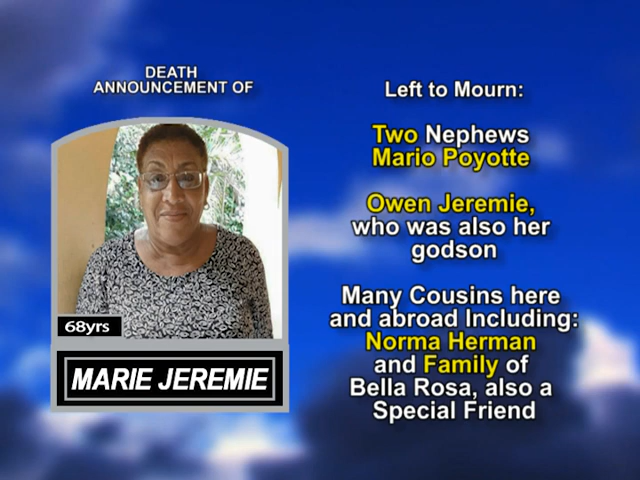 DEATH
ANNOUNCEMENT OF
68yrs
MARIE JEREMIE
Left to Mourn:
Two Nephews
Mario Poyotte
Owen Jeremie,
who was also her
godson
Many Cousins here
and abroad Including:
Norma Herman
and Family of
Bella Rosa, also a
Special Friend